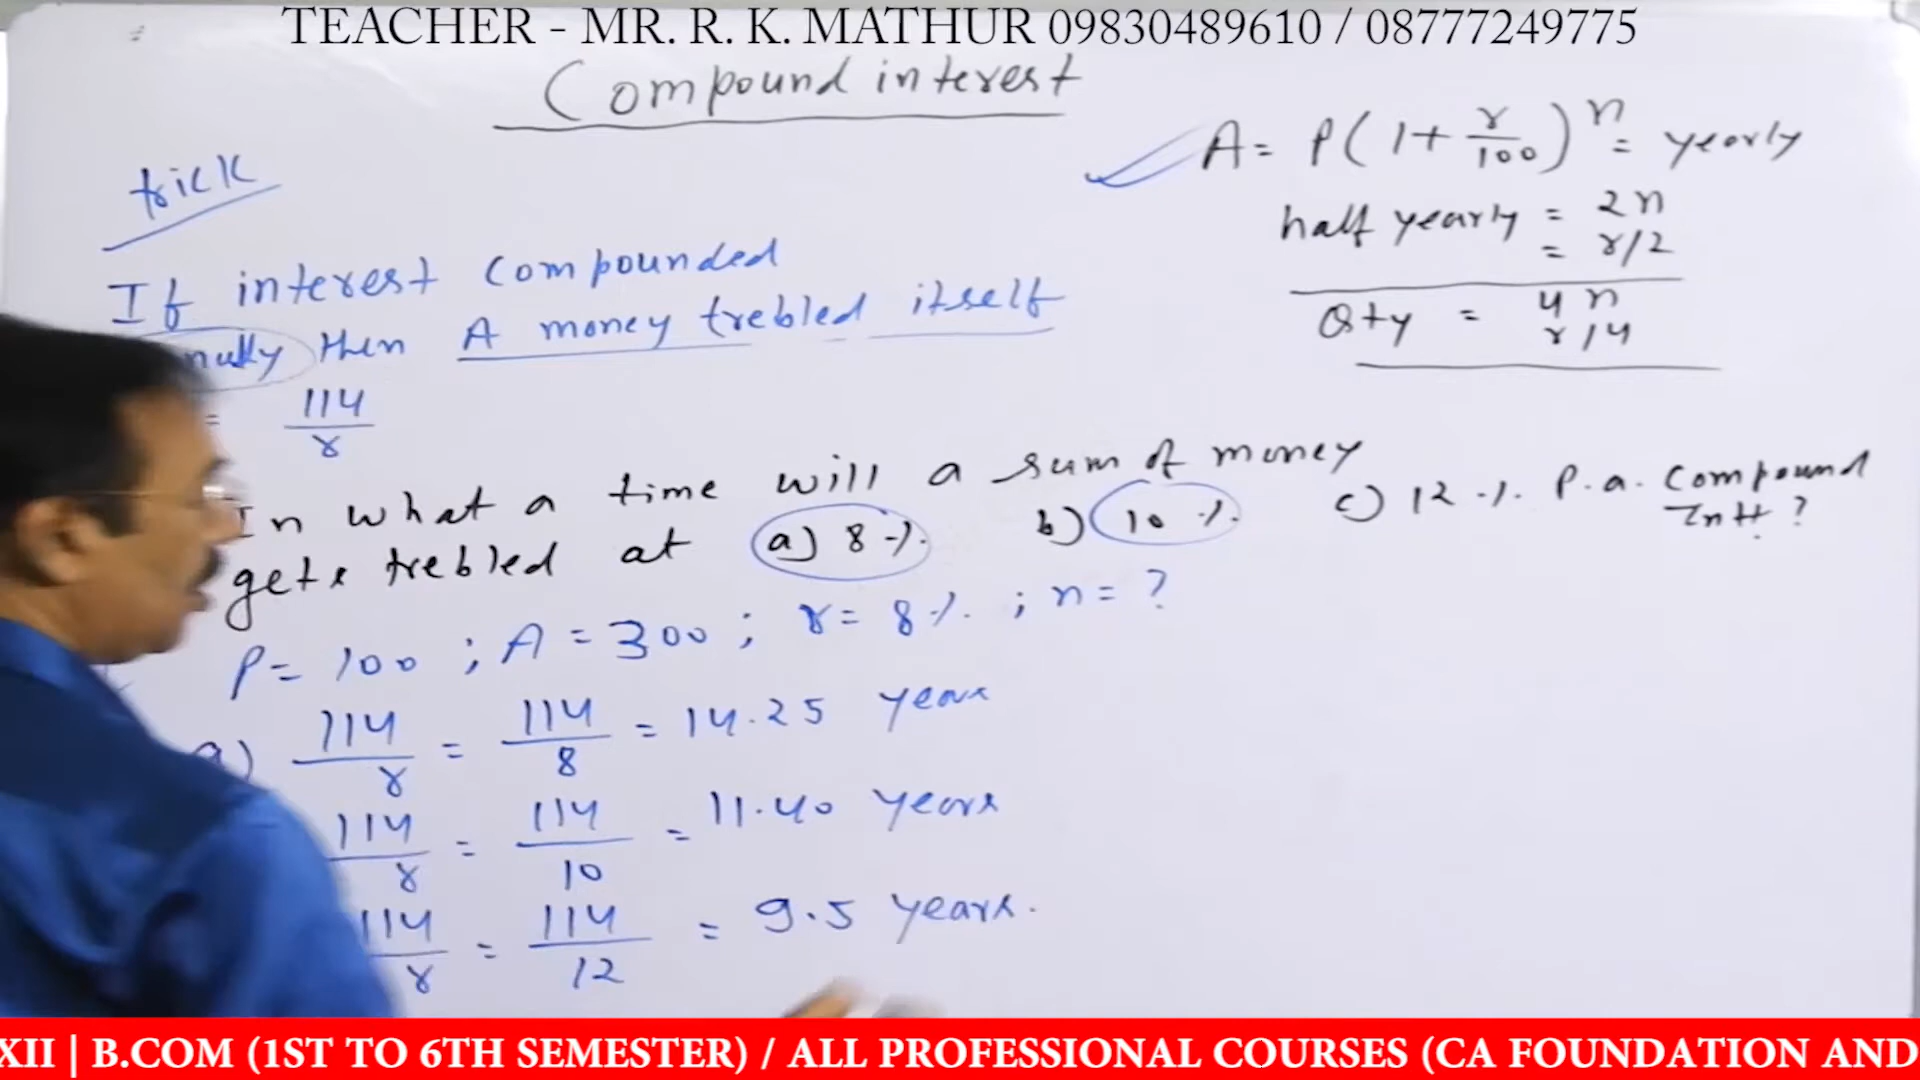 TEACHER - MR. R. K. MATHUR 09830489610 / 08777249775
Compound interest
A = P(1 + r/100)^n = yearly
half yearly = 2n
= r/2
Qty = 4n
r/4
trick
If interest Compounded
then A money trebled itself
= 114/r
In what a time will a sum of money
gets trebled at a) 8% b) 10% c) 12% P.a. Compound
Intt?
P = 100 ; A = 300 ; r = 8% ; n = ?
a) 114/r = 114/8 = 14.25 years
114/r = 114/10 = 11.40 years
114/r = 114/12 = 9.5 years.
XII | B.COM (1ST TO 6TH SEMESTER) / ALL PROFESSIONAL COURSES (CA FOUNDATION AND